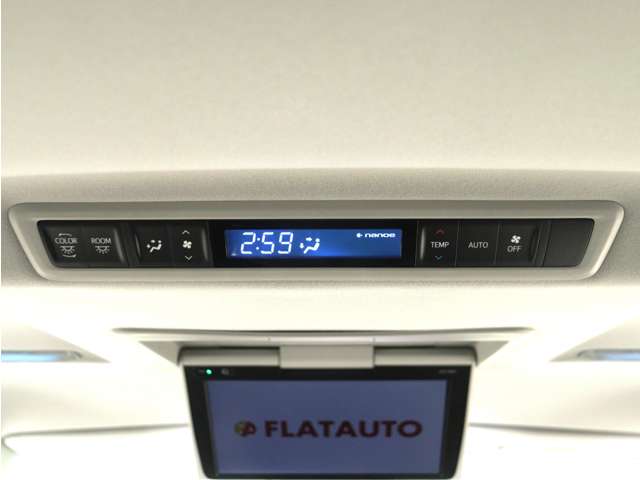 COLOR
ROOM
2:59
nanoe
TEMP
AUTO
OFF
FLATAUTO